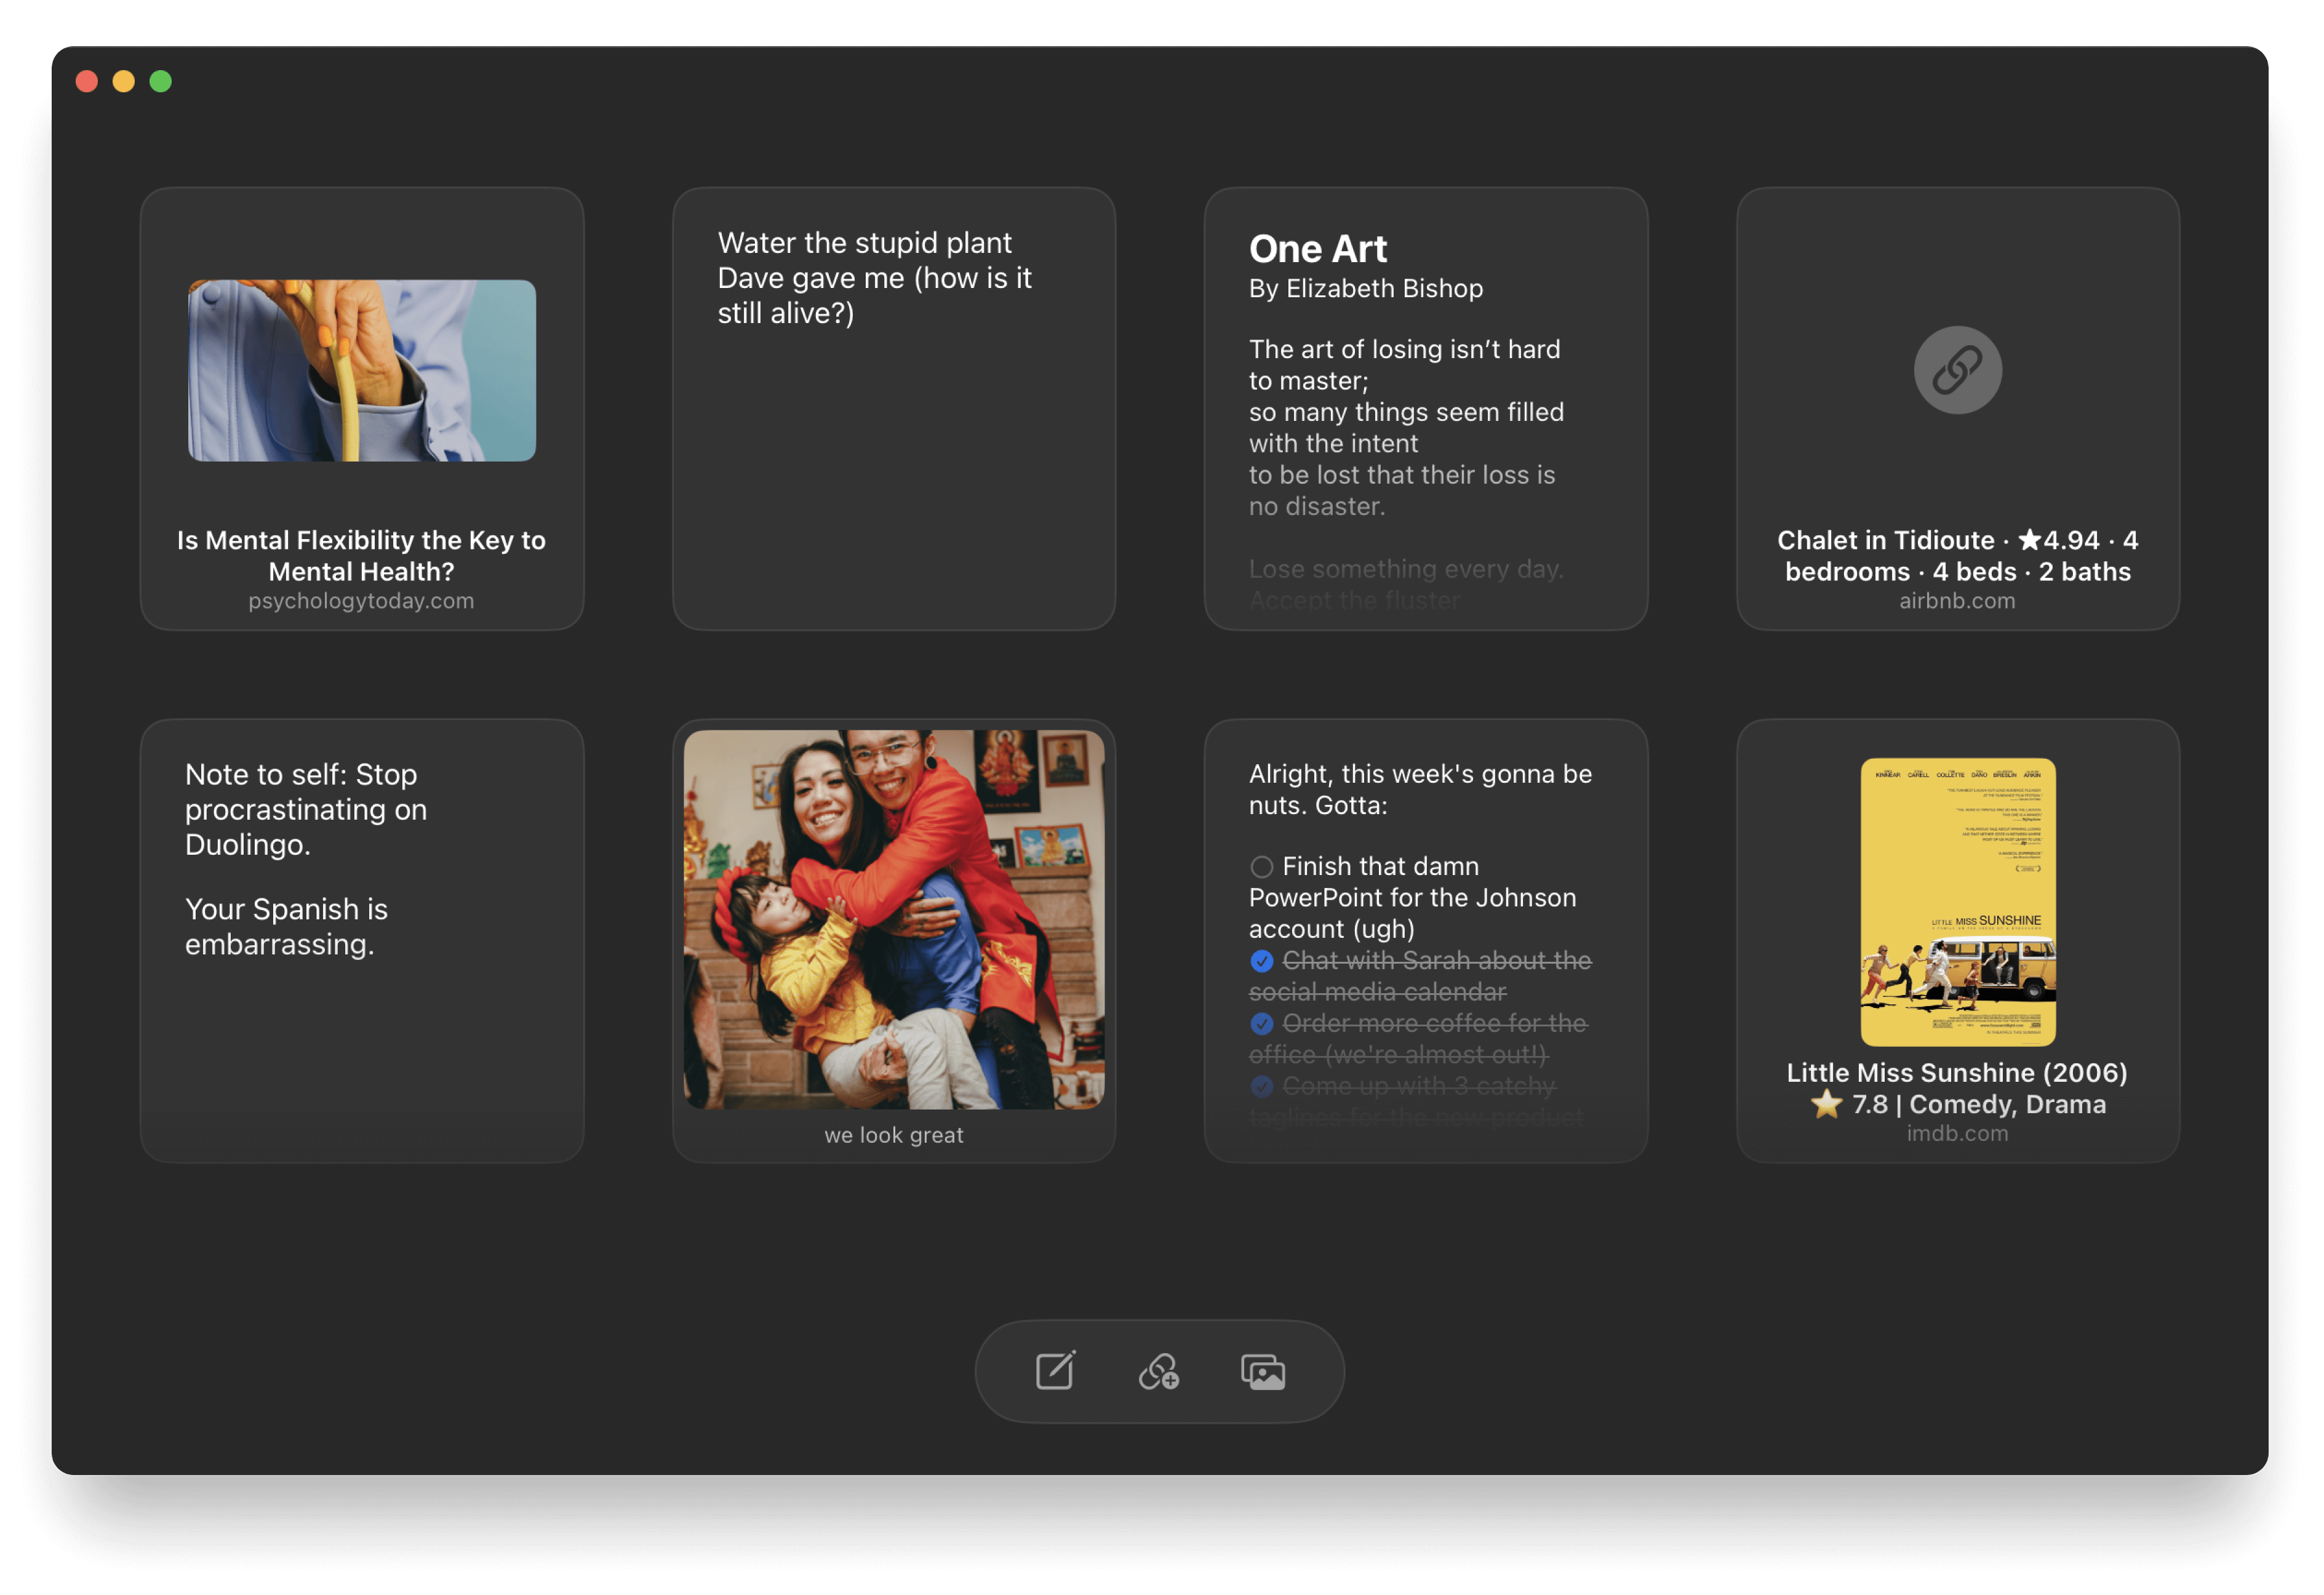 Is Mental Flexibility the Key to
Mental Health?
psychologytoday.com
Water the stupid plant
Dave gave me (how is it
still alive?)
One Art
By Elizabeth Bishop
The art of losing isn’t hard
to master;
so many things seem filled
with the intent
to be lost that their loss is
no disaster.
Lose something every day.
Accept the fluster
Chalet in Tidioute · ★4.94 · 4
bedrooms · 4 beds · 2 baths
airbnb.com
Note to self: Stop
procrastinating on
Duolingo.
Your Spanish is
embarrassing.
we look great
Alright, this week's gonna be
nuts. Gotta:
Finish that damn
PowerPoint for the Johnson
account (ugh)
Chat with Sarah about the
social media calendar
Order more coffee for the
office (we're almost out!)
Come up with 3 catchy
taglines for the new product
KINNEAR CARELL COLLETTE DANO BRESLIN ARKIN
LITTLE MISS SUNSHINE
Little Miss Sunshine (2006)
⭐ 7.8 | Comedy, Drama
imdb.com